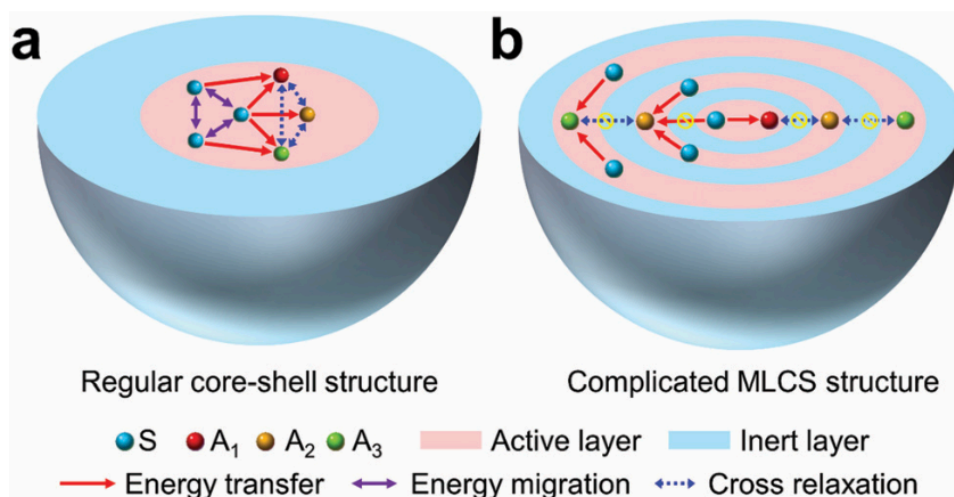 a
b
Regular core-shell structure
Complicated MLCS structure
S A₁ A₂ A₃ Active layer Inert layer
Energy transfer Energy migration Cross relaxation